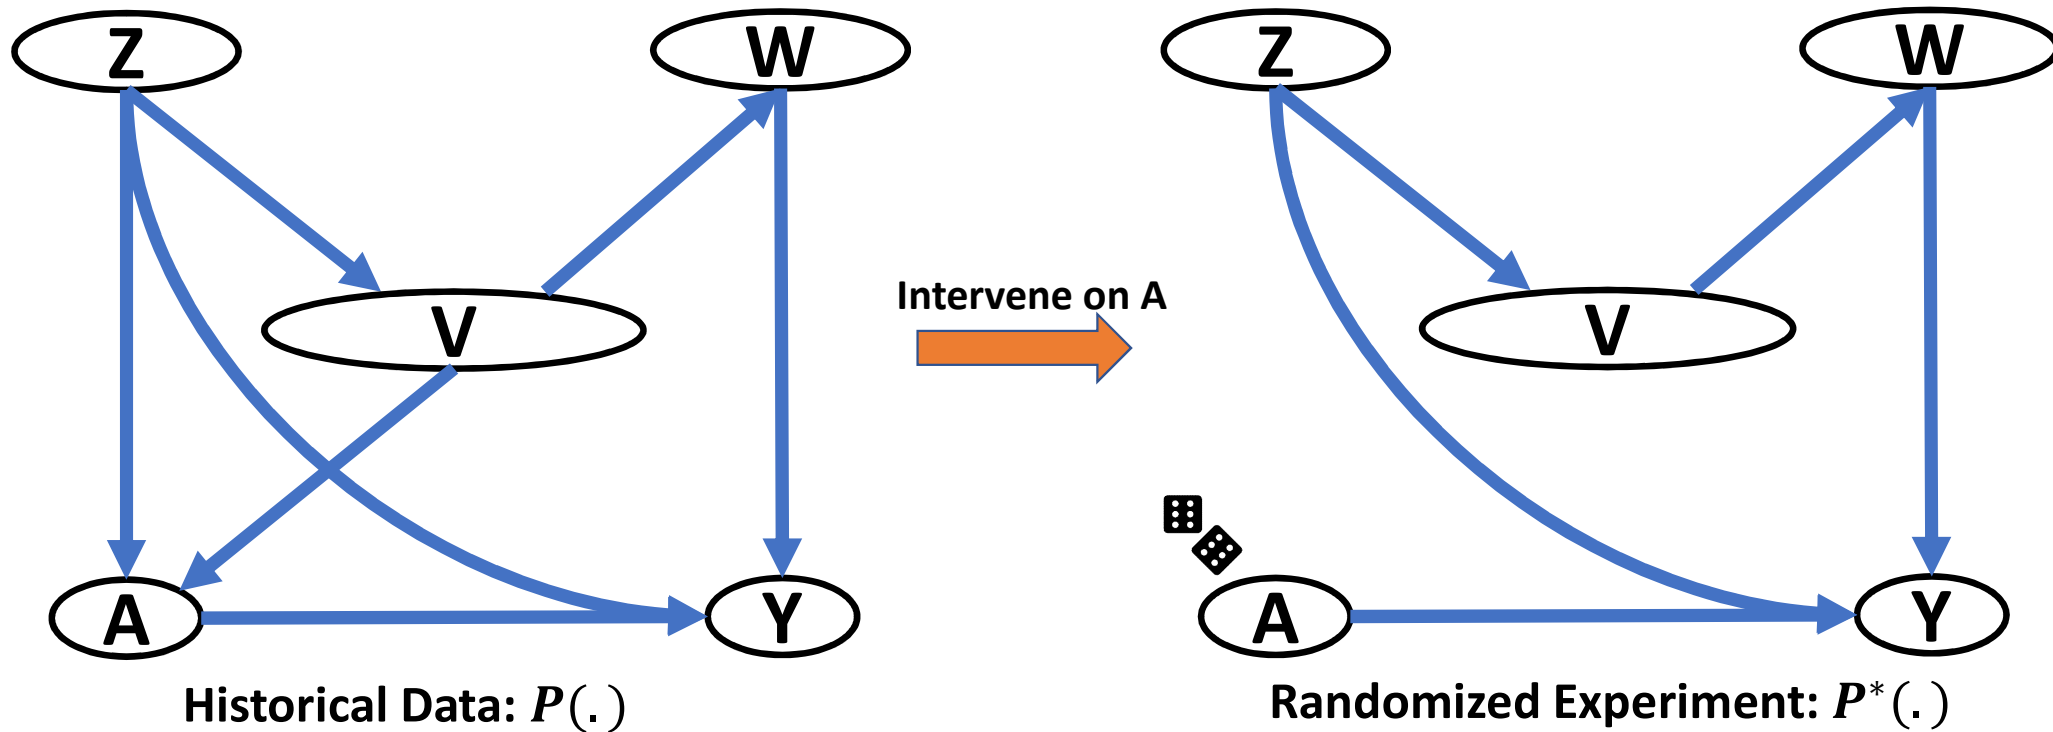 Z
W
V
A
Y
Historical Data: P(.)
Intervene on A
Z
W
V
A
Y
Randomized Experiment: P*(.)